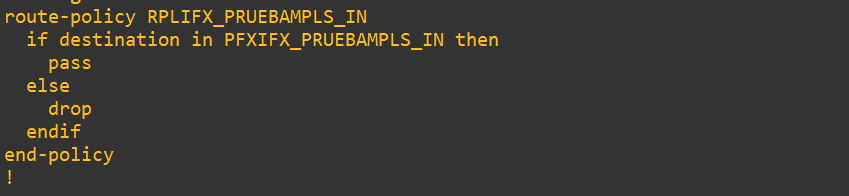 route-policy RPLIFX_PRUEBAMPLS_IN
  if destination in PFXIFX_PRUEBAMPLS_IN then
    pass
  else
    drop
  endif
end-policy
!